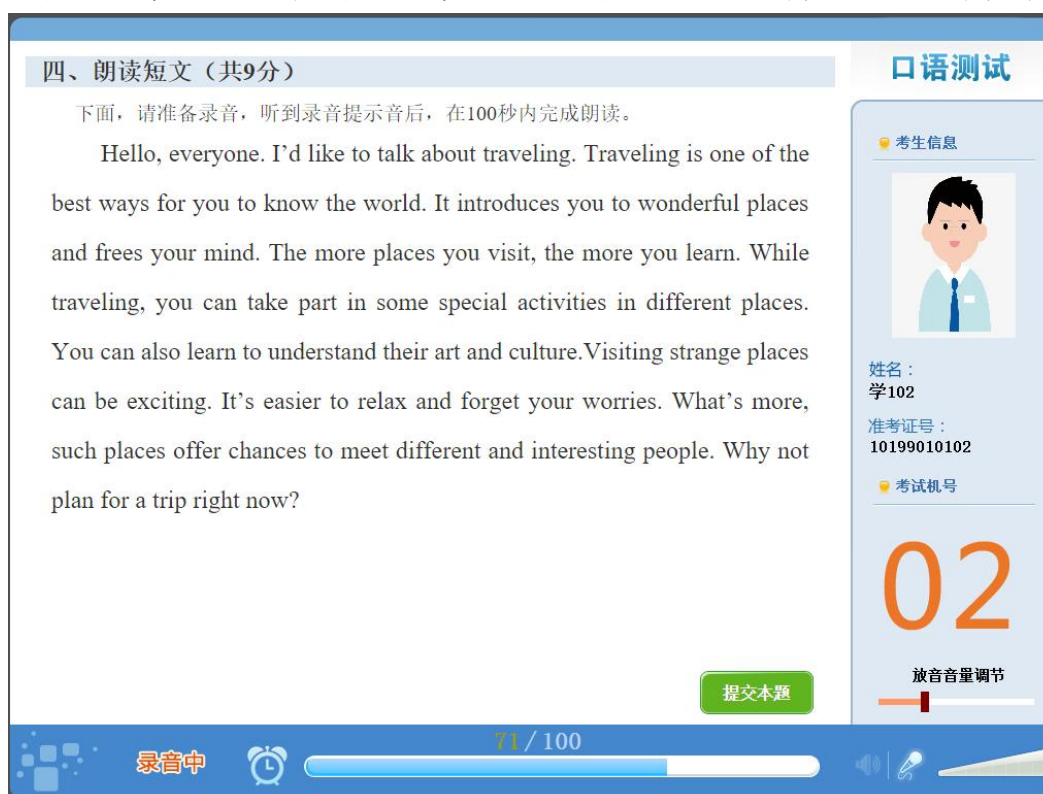 四、朗读短文（共9分）
下面，请准备录音，听到录音提示音后，在100秒内完成朗读。
Hello, everyone. I’d like to talk about traveling. Traveling is one of the
best ways for you to know the world. It introduces you to wonderful places
and frees your mind. The more places you visit, the more you learn. While
traveling, you can take part in some special activities in different places.
You can also learn to understand their art and culture.Visiting strange places
can be exciting. It’s easier to relax and forget your worries. What’s more,
such places offer chances to meet different and interesting people. Why not
plan for a trip right now?
提交本题
录音中
71/100
口语测试
考生信息
姓名：
学102
准考证号：
10199010102
考试机号
02
放音音量调节